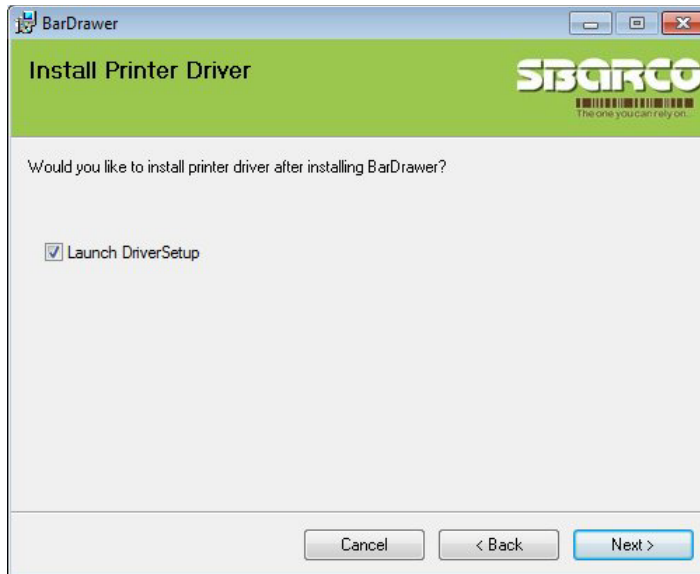 BarDrawer
Install Printer Driver
SBARCO
The one you can rely on...
Would you like to install printer driver after installing BarDrawer?
Launch DriverSetup
Cancel
< Back
Next >